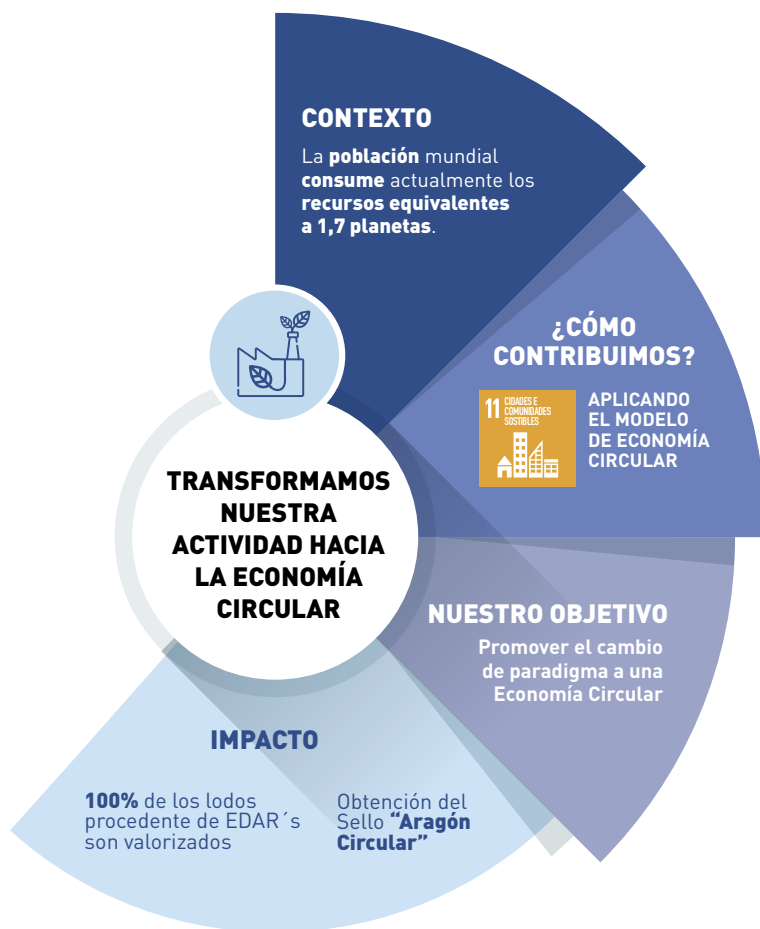 CONTEXTO
La población mundial
consume actualmente los
recursos equivalentes
a 1,7 planetas.
¿CÓMO
CONTRIBUIMOS?
11 CIDADES E
COMUNIDADES
SOSTIBLES
APLICANDO
EL MODELO
DE ECONOMÍA
CIRCULAR
TRANSFORMAMOS
NUESTRA
ACTIVIDAD HACIA
LA ECONOMÍA
CIRCULAR
NUESTRO OBJETIVO
Promover el cambio
de paradigma a una
Economía Circular
IMPACTO
100% de los lodos
procedente de EDAR´s
son valorizados
Obtención del
Sello “Aragón
Circular”